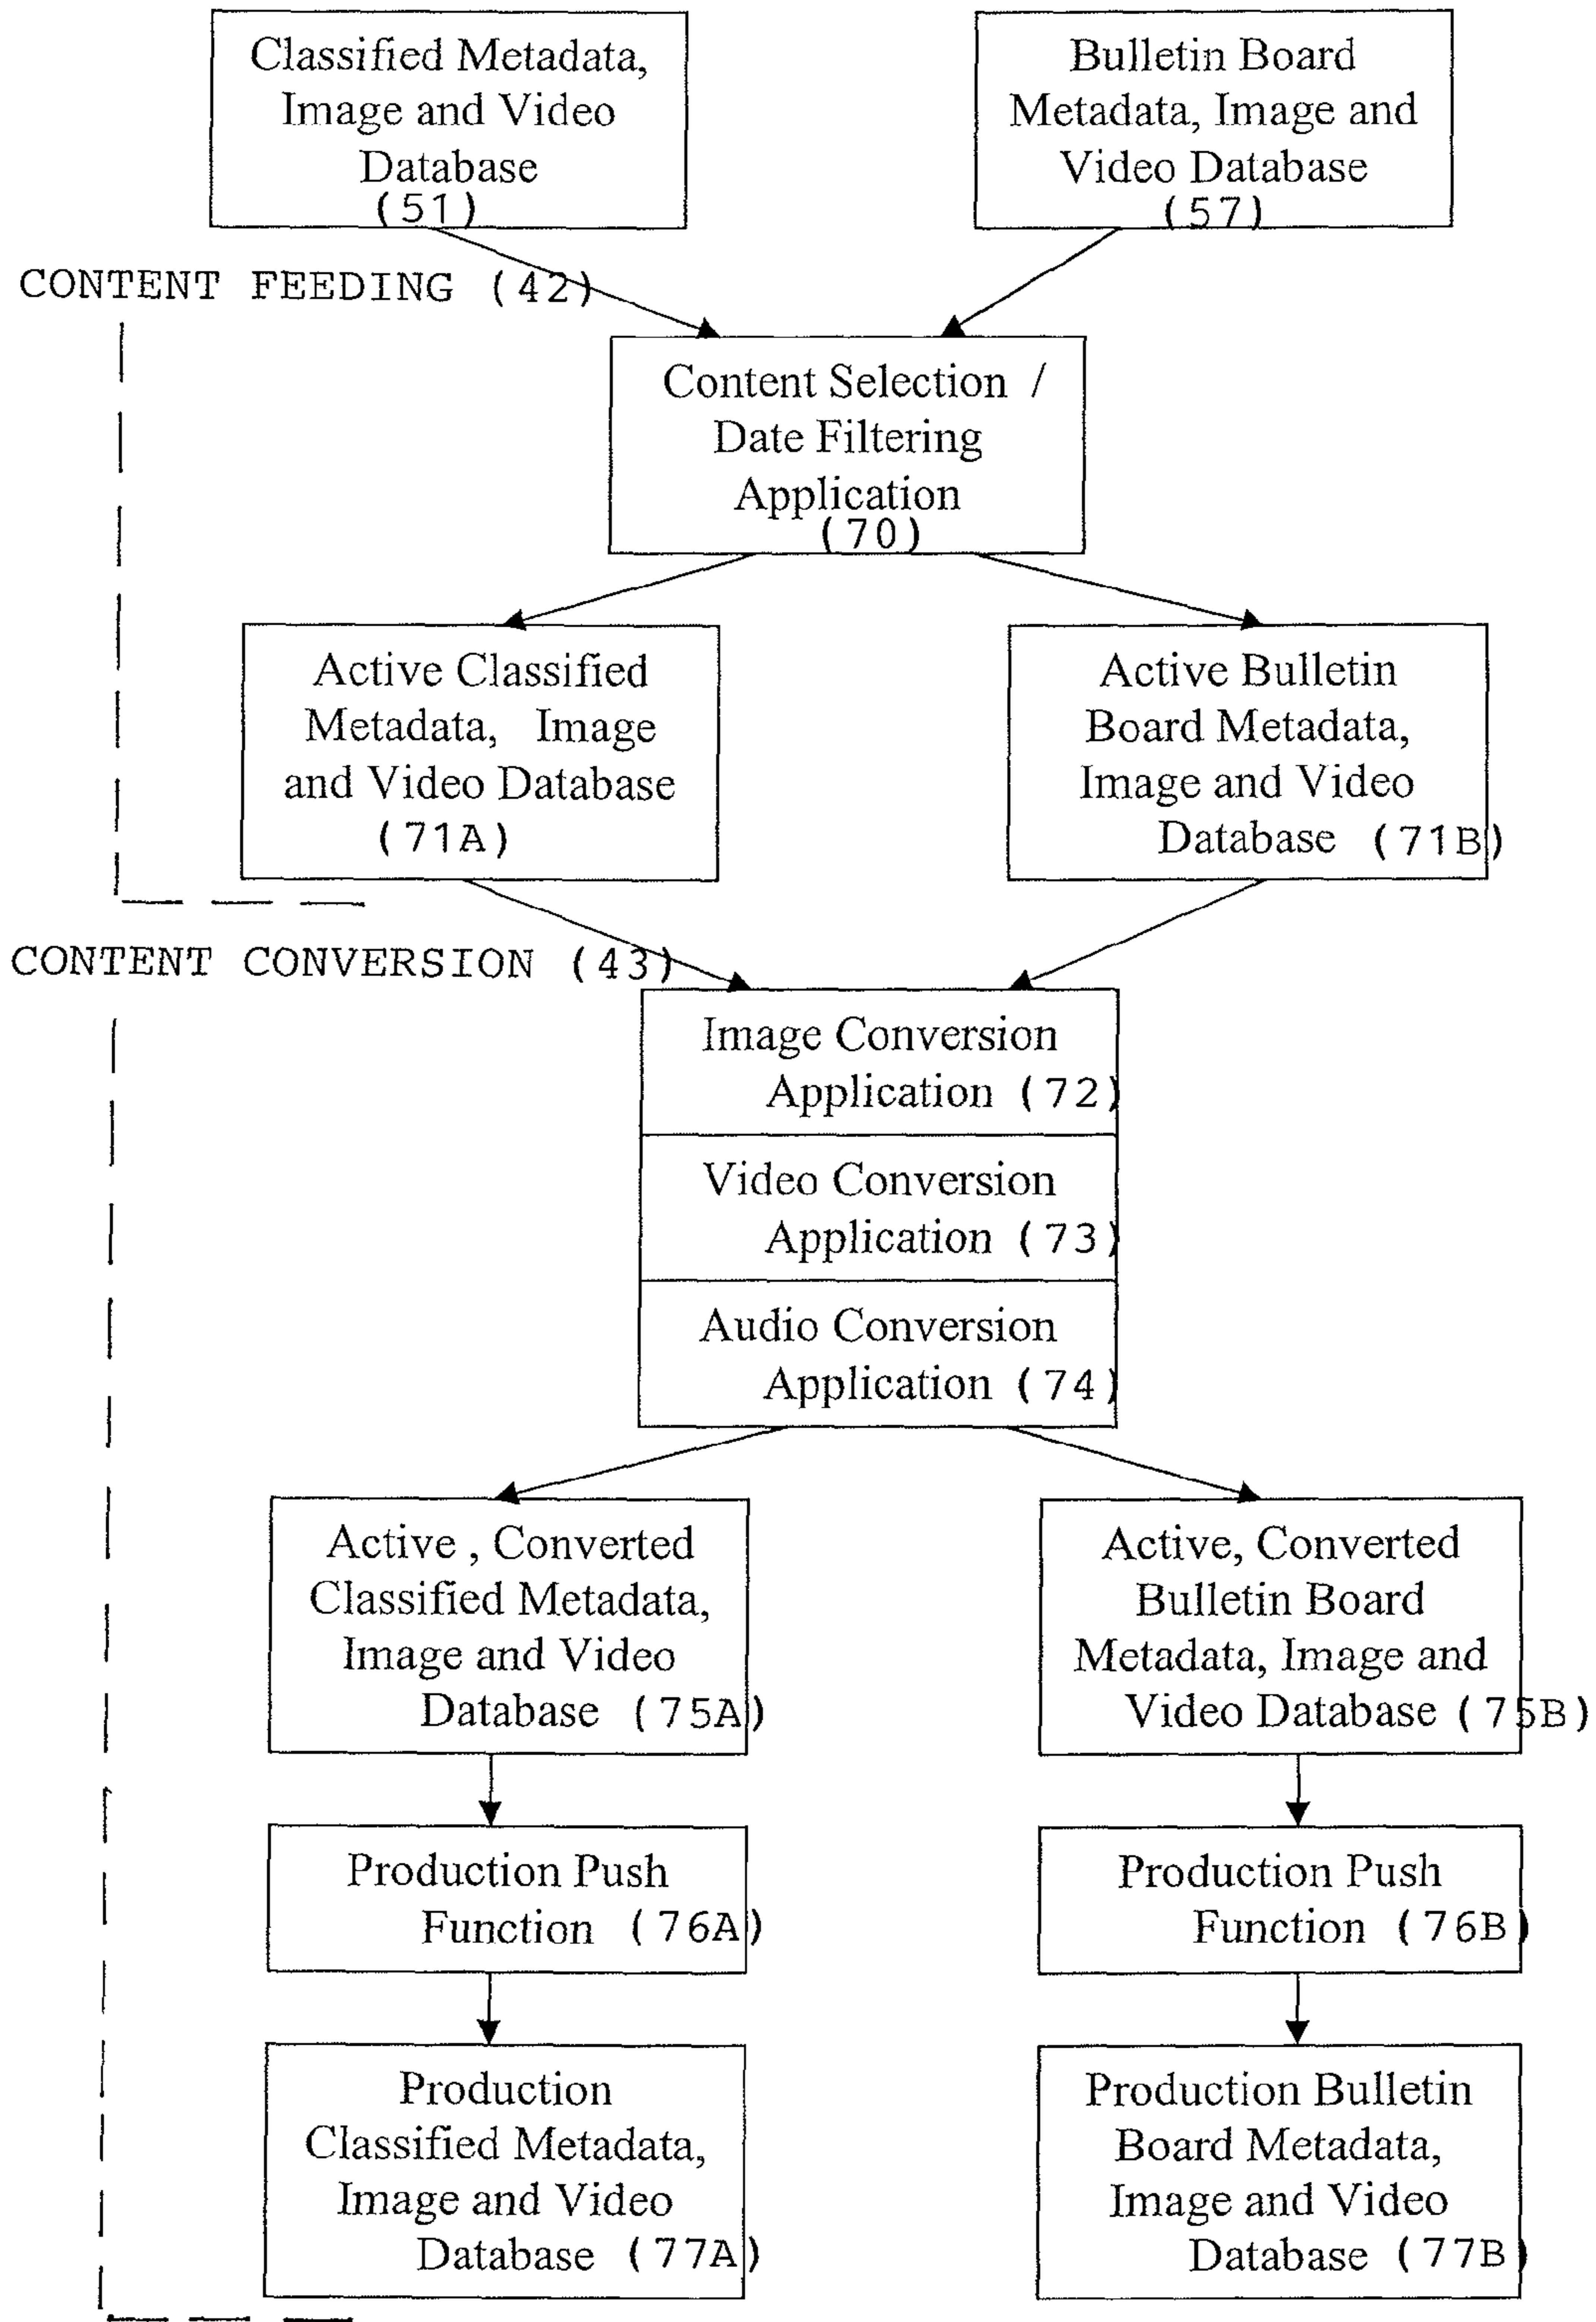 Classified Metadata,
Image and Video
Database
(51)
Bulletin Board
Metadata, Image and
Video Database
(57)
CONTENT FEEDING (42)
Content Selection /
Date Filtering
Application
(70)
Active Classified
Metadata, Image
and Video Database
(71A)
Active Bulletin
Board Metadata,
Image and Video
Database (71B)
CONTENT CONVERSION (43)
Image Conversion
Application (72)
Video Conversion
Application (73)
Audio Conversion
Application (74)
Active , Converted
Classified Metadata,
Image and Video
Database (75A)
Active, Converted
Bulletin Board
Metadata, Image and
Video Database (75B)
Production Push
Function (76A)
Production Push
Function (76B)
Production
Classified Metadata,
Image and Video
Database (77A)
Production Bulletin
Board Metadata,
Image and Video
Database (77B)